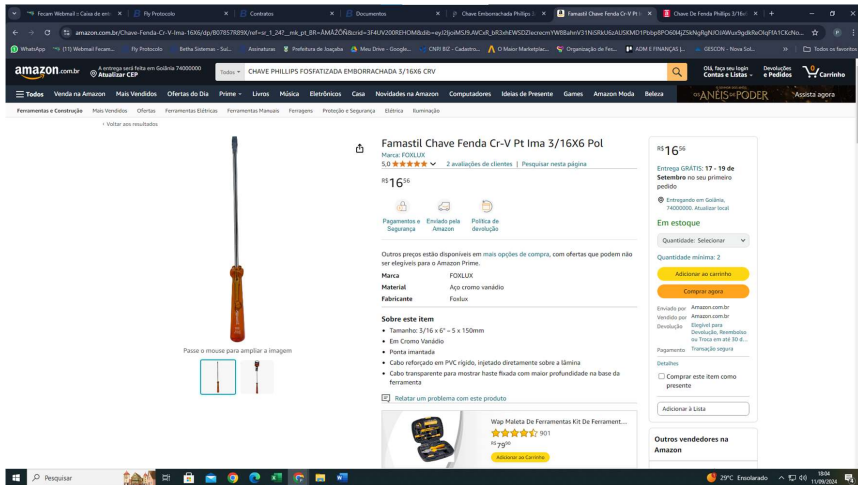 Fecam Webmail :: Caixa de entr
Fly Protocolo
Contratos
Documentos
Chave Emborrachada Phillips 3
Famastil Chave Fenda Cr-V Pt I
Chave De Fenda Phillips 3/16x
WhatsApp
(11) Webmail Fecam...
Fly Protocolo
Betha Sistemas - Sui...
Assinaturas
Prefeitura de Joaçaba
Meu Drive - Google...
CNPJ BIZ - Cadastro...
O Maior Marketplac...
Organização de Fes...
ADM E FINANÇAS |...
GESCON - Nova Sol...
Todos os favoritos
amazon.com.br
A entrega será feita em Goiânia 74000000
Atualizar CEP
Todos
CHAVE PHILLIPS FOSFATIZADA EMBORRACHADA 3/16X6 CRV
Olá, faça seu login
Contas e Listas
Devoluções
e Pedidos
0
Carrinho
Todos
Venda na Amazon
Mais Vendidos
Ofertas do Dia
Prime
Livros
Música
Eletrônicos
Casa
Novidades na Amazon
Computadores
Ideias de Presente
Games
Amazon Moda
Beleza
OS ANÉIS DE PODER
Assista agora
Ferramentas e Construção
Mais Vendidos
Ofertas
Ferramentas Elétricas
Ferramentas Manuais
Ferragens
Proteção e Segurança
Elétrica
Iluminação
‹ Voltar aos resultados
Passe o mouse para ampliar a imagem
Famastil Chave Fenda Cr-V Pt Ima 3/16X6 Pol
Marca: FOXLUX
5,0
2 avaliações de clientes | Pesquisar nesta página
R$16 56
Pagamentos e
Segurança
Enviado pela
Amazon
Política de
devolução
Outros preços estão disponíveis em mais opções de compra, com ofertas que podem não
ser elegíveis para o Amazon Prime.
Marca FOXLUX
Material Aço cromo vanádio
Fabricante Foxlux
Sobre este item
• Tamanho: 3/16 x 6" – 5 x 150mm
• Em Cromo Vanádio
• Ponta imantada
• Cabo reforçado em PVC rígido, injetado diretamente sobre a lâmina
• Cabo transparente para mostrar haste fixada com maior profundidade na base da
ferramenta
Relatar um problema com este produto
Wap Maleta De Ferramentas Kit De Ferrament...
901
R$79 90
Adicionar ao Carrinho
R$16 56
Entrega GRÁTIS: 17 - 19 de
Setembro no seu primeiro
pedido
Entregando em Goiânia,
74000000. Atualizar local
Em estoque
Quantidade: Selecionar
Quantidade mínima: 2
Adicionar ao carrinho
Comprar agora
Enviado por Amazon.com.br
Vendido por Amazon.com.br
Devolução Elegível para
Devolução, Reembolso
ou Troca em até 30 d...
Pagamento Transação segura
Detalhes
Comprar este item como
presente
Adicionar à Lista
Outros vendedores na
Amazon
Pesquisar
29°C Ensolarado
18:04
11/09/2024